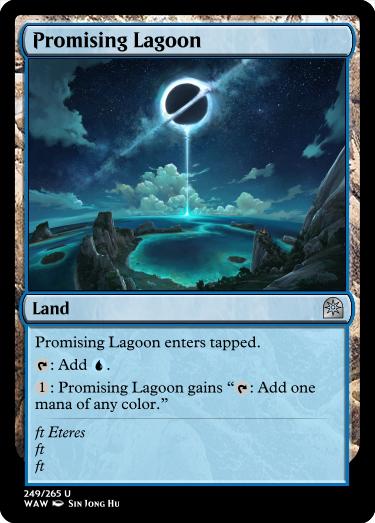 Promising Lagoon
Land
Promising Lagoon enters tapped.
: Add .
1: Promising Lagoon gains “: Add one
mana of any color.”
ft Eteres
ft
ft
249/265 U
WAW Sin Jong Hu